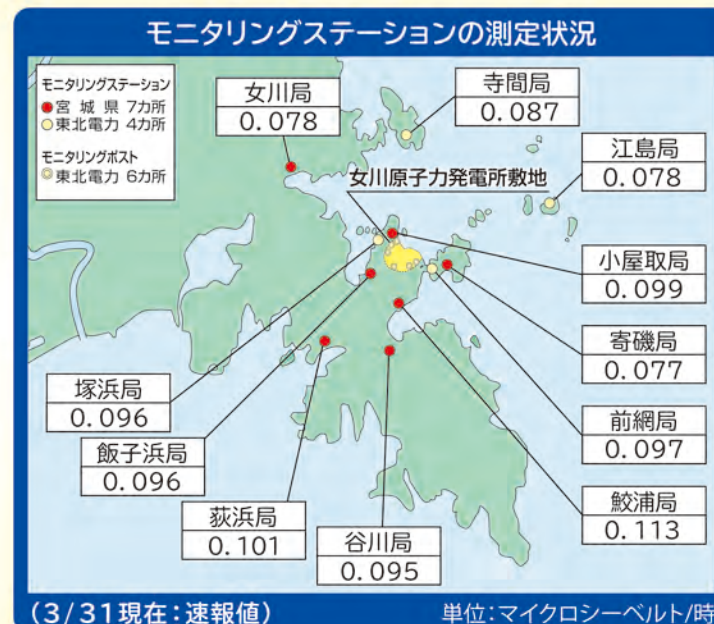 モニタリングステーションの測定状況
モニタリングステーション
宮城県 7カ所
東北電力 4カ所
モニタリングポスト
東北電力 6カ所
女川局
0.078
寺間局
0.087
江島局
0.078
女川原子力発電所敷地
小屋取局
0.099
寄磯局
0.077
前網局
0.097
鮫浦局
0.113
塚浜局
0.096
飯子浜局
0.096
荻浜局
0.101
谷川局
0.095
(3/31現在:速報値)
単位:マイクロシーベルト/時